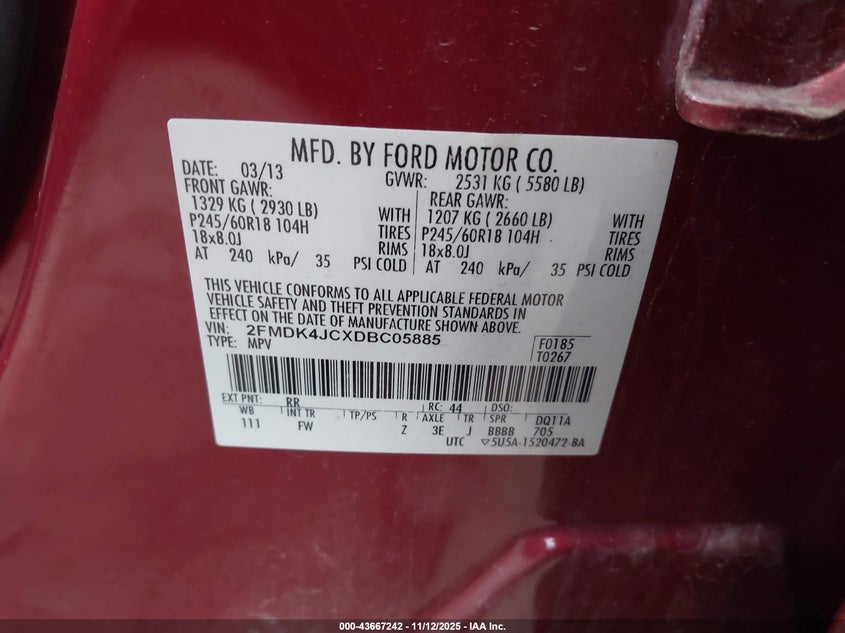 MFD. BY FORD MOTOR CO.
DATE: 03/13 GVWR: 2531 KG ( 5580 LB)
FRONT GAWR: REAR GAWR:
1329 KG ( 2930 LB) WITH 1207 KG ( 2660 LB) WITH
P245/60R18 104H TIRES P245/60R18 104H TIRES
18x8.0J RIMS 18x8.0J RIMS
AT 240 kPa/ 35 PSI COLD AT 240 kPa/ 35 PSI COLD
THIS VEHICLE CONFORMS TO ALL APPLICABLE FEDERAL MOTOR
VEHICLE SAFETY AND THEFT PREVENTION STANDARDS IN
EFFECT ON THE DATE OF MANUFACTURE SHOWN ABOVE.
VIN: 2FMDK4JCXDBC05885 F0185
TYPE: MPV T0267
EXT PNT: RR RC: 44 DSO:
WB INT TR TP/PS R AXLE TR SPR DQ11A
111 FW Z 3E J BBBB 705
UTC ▽5U5A-1520472-BA
000-43667242 - 11/12/2025 - IAA Inc.